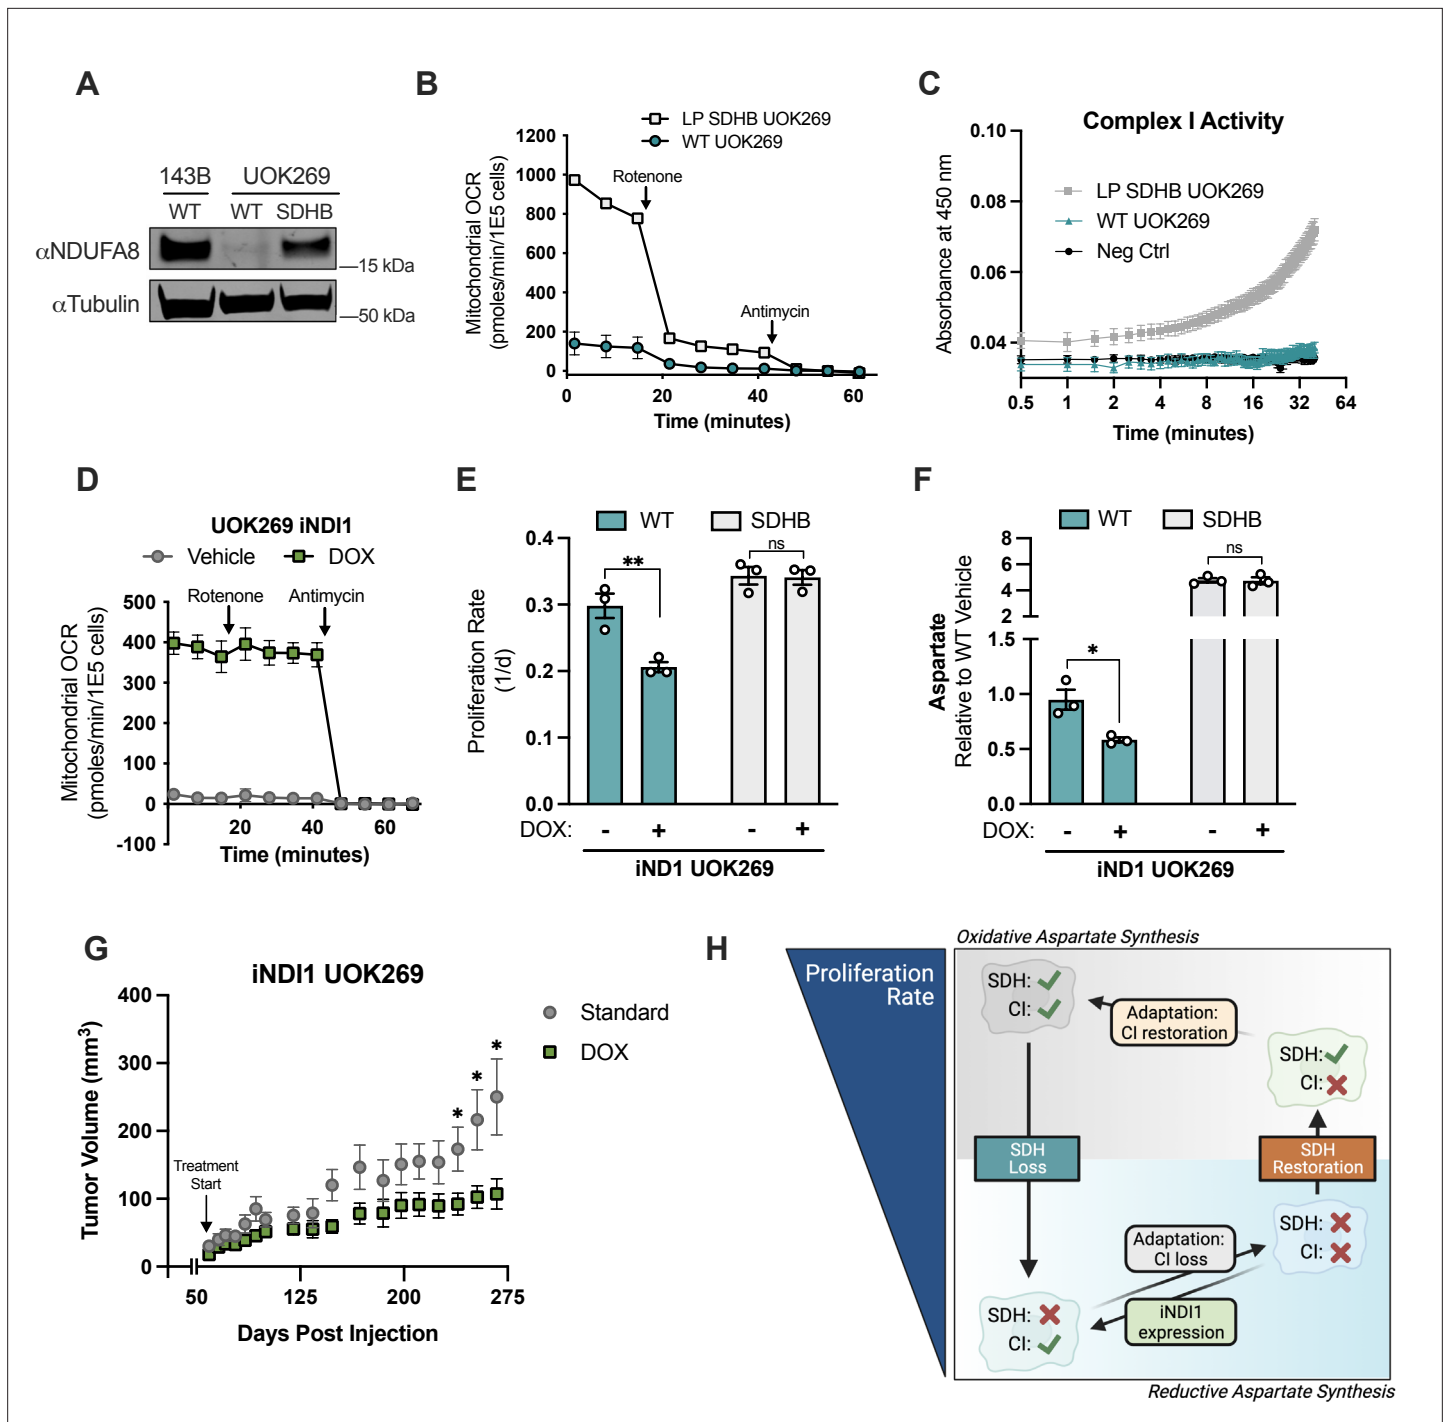 A
143B UOK269
WT WT SDHB
αNDUFA8
15 kDa
αTubulin
50 kDa
B
LP SDHB UOK269
WT UOK269
Mitochondrial OCR
(pmoles/min/1E5 cells)
1200
1000
800
600
400
200
0
Rotenone
Antimycin
0 20 40 60
Time (minutes)
C
Complex I Activity
Absorbance at 450 nm
0.10
0.08
0.06
0.04
LP SDHB UOK269
WT UOK269
Neg Ctrl
0.5 1 2 4 8 16 32 64
Time (minutes)
D
UOK269 iNDI1
Vehicle DOX
Mitochondrial OCR
(pmoles/min/1E5 cells)
500
400
300
200
100
0
-100
Rotenone Antimycin
20 40 60
Time (minutes)
E
WT SDHB
Proliferation Rate
(1/d)
0.4
0.3
0.2
0.1
0.0
**
ns
DOX: - + - +
iND1 UOK269
F
WT SDHB
Aspartate
Relative to WT Vehicle
8
6
4
2
1.5
1.0
0.5
0.0
*
ns
DOX: - + - +
iND1 UOK269
G
iNDI1 UOK269
Standard
DOX
Tumor Volume (mm³)
400
300
200
100
0
Treatment
Start
* * *
50 125 200 275
Days Post Injection
H
Proliferation
Rate
Oxidative Aspartate Synthesis
SDH:
CI:
Adaptation:
CI restoration
SDH:
CI:
SDH
Loss
SDH
Restoration
SDH:
CI:
Adaptation:
CI loss
iNDI1
expression
SDH:
CI:
Reductive Aspartate Synthesis